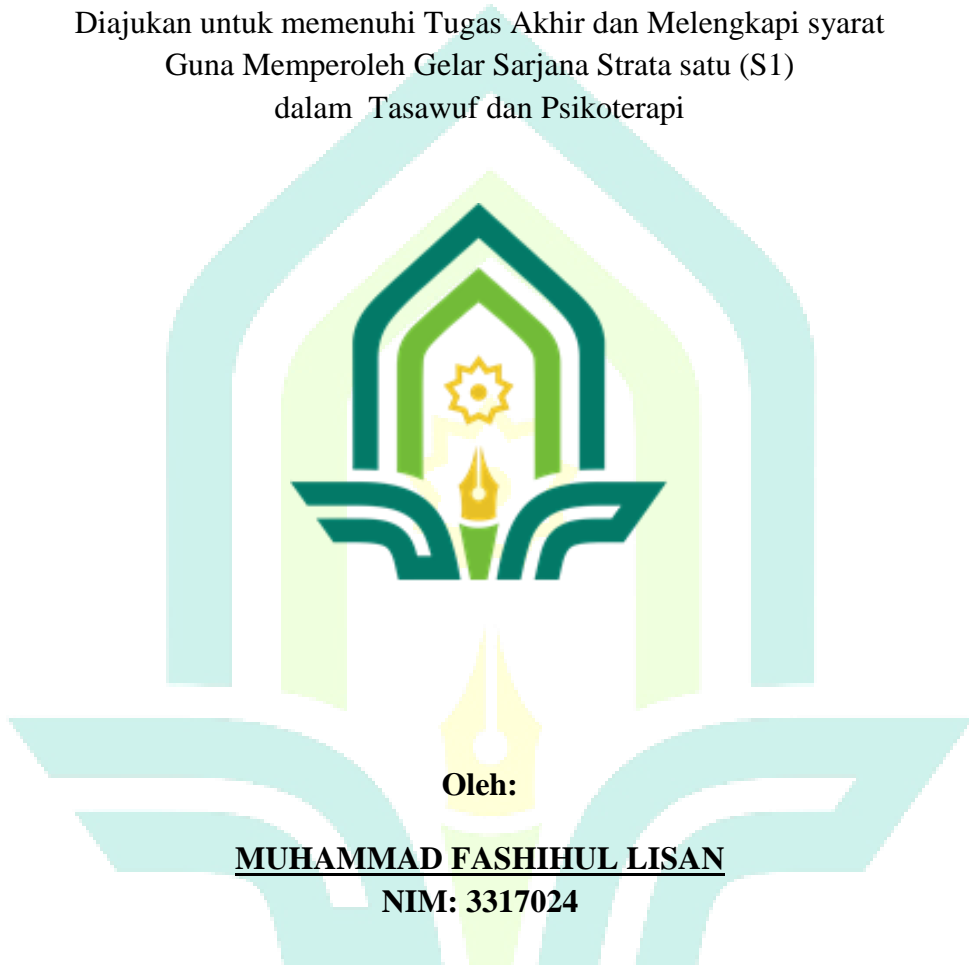 Diajukan untuk memenuhi Tugas Akhir dan Melengkapi syarat
Guna Memperoleh Gelar Sarjana Strata satu (S1)
dalam Tasawuf dan Psikoterapi
Oleh:
MUHAMMAD FASHIHUL LISAN
NIM: 3317024